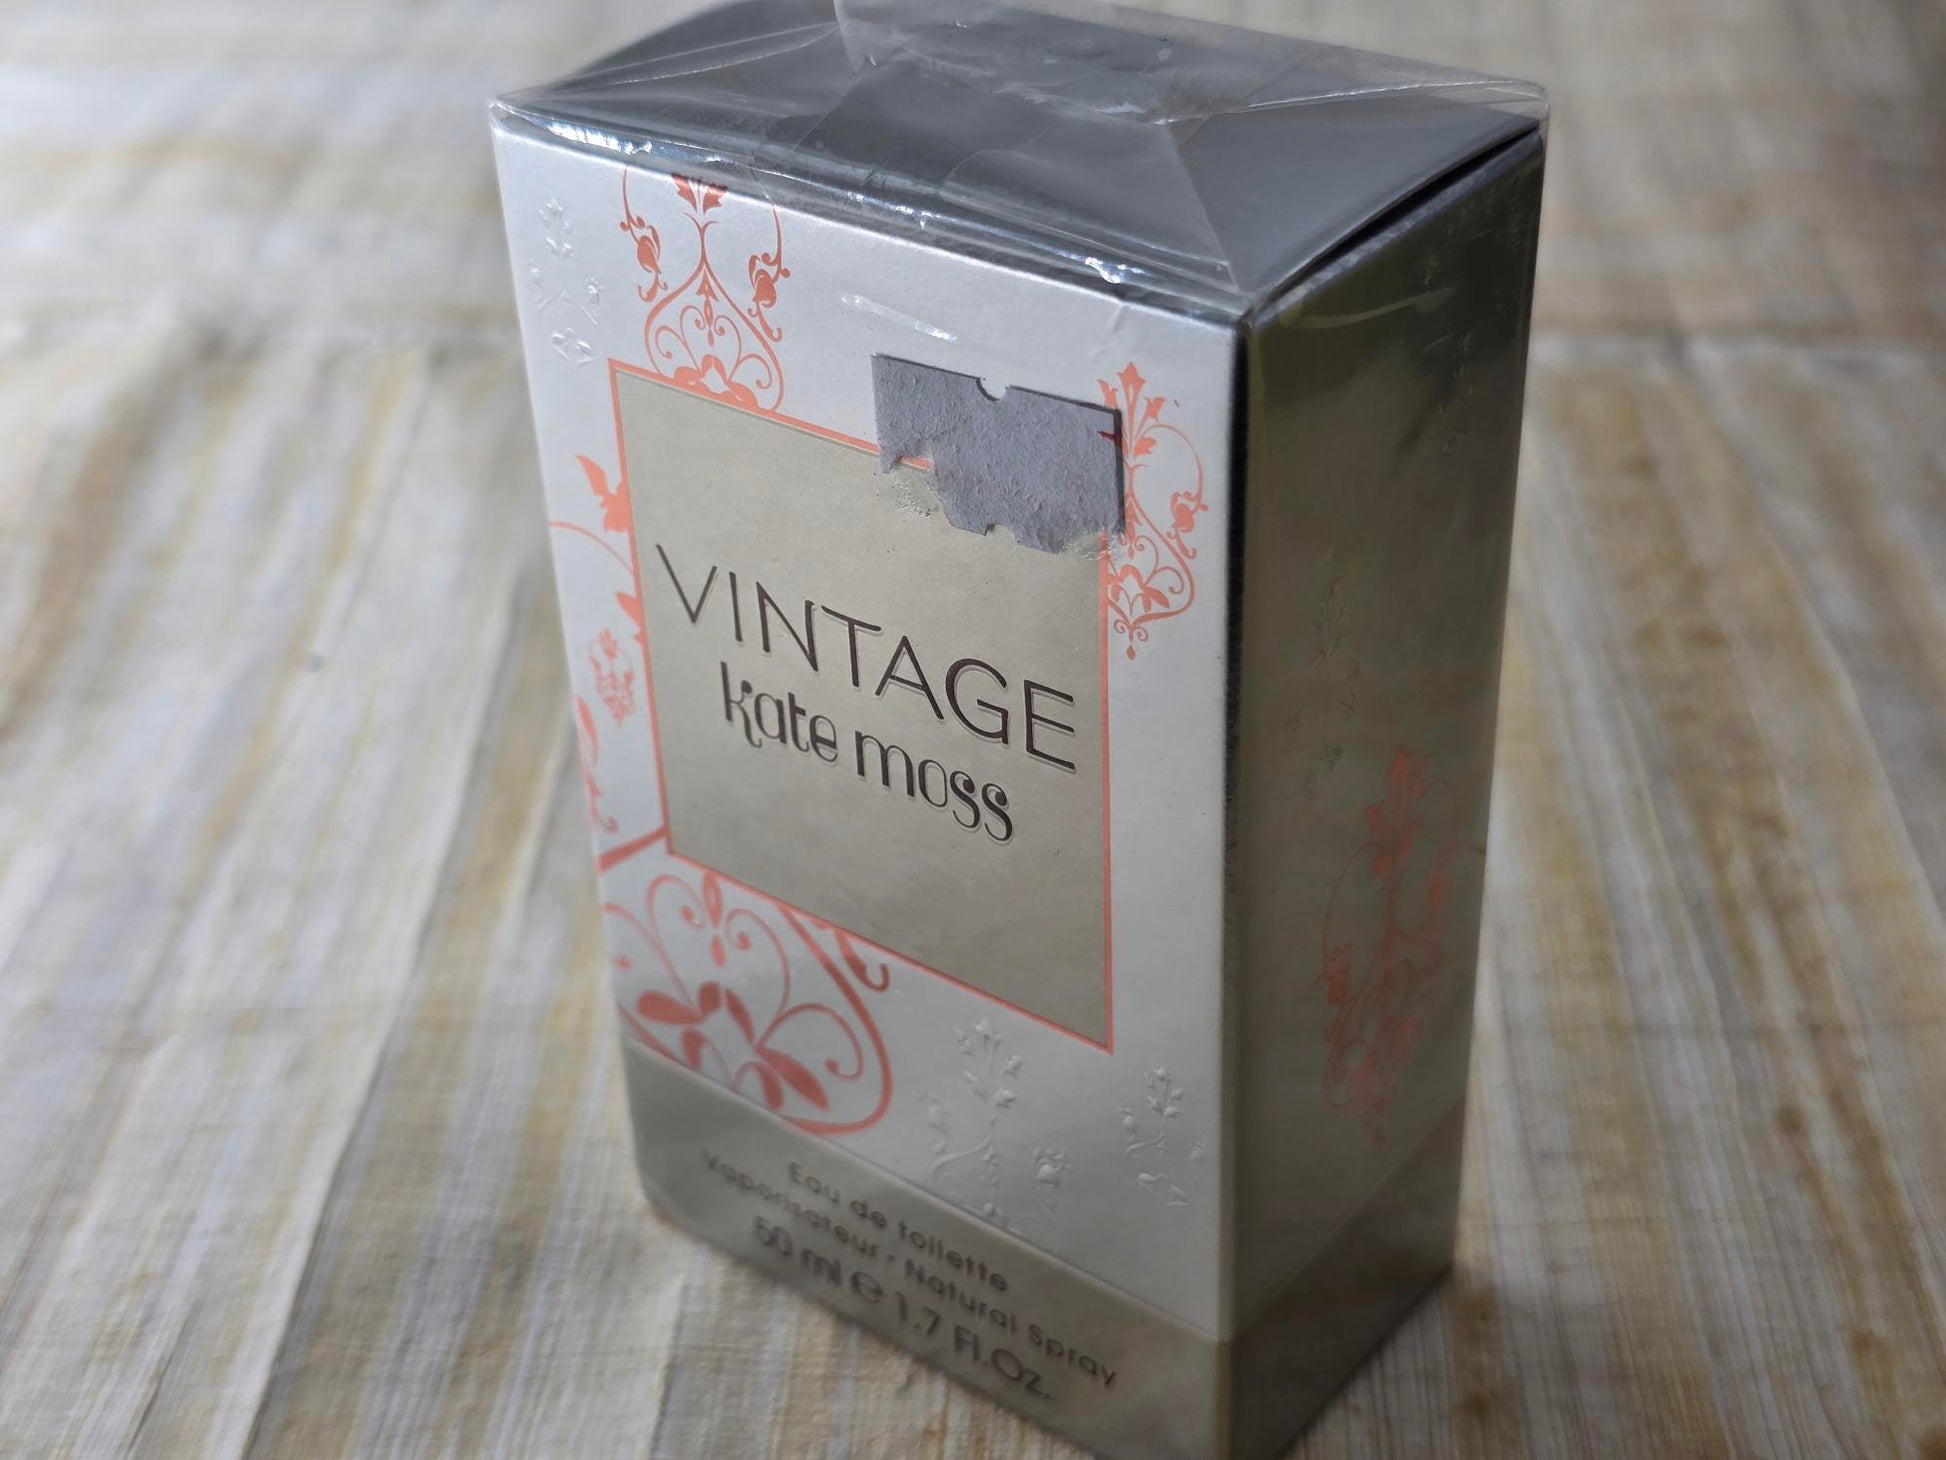 VINTAGE
kate moss
Eau de toilette
Vaporisateur . Natural Spray
50 ml e 1.7 Fl.Oz.